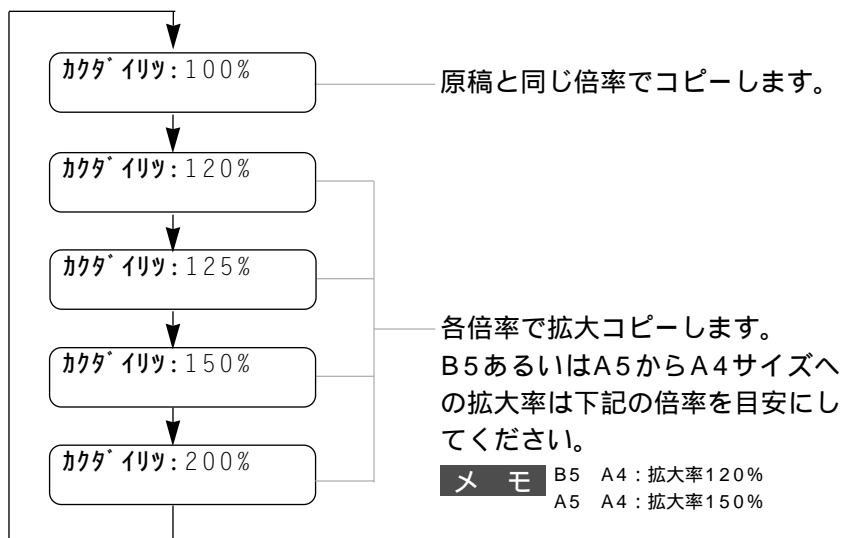 ｶｸﾀﾞｲﾘﾂ:100%
原稿と同じ倍率でコピーします。
ｶｸﾀﾞｲﾘﾂ:120%
ｶｸﾀﾞｲﾘﾂ:125%
ｶｸﾀﾞｲﾘﾂ:150%
ｶｸﾀﾞｲﾘﾂ:200%
各倍率で拡大コピーします。
B5あるいはA5からA4サイズへ
の拡大率は下記の倍率を目安にし
てください。
メ モ B5 A4：拡大率120%
A5 A4：拡大率150%